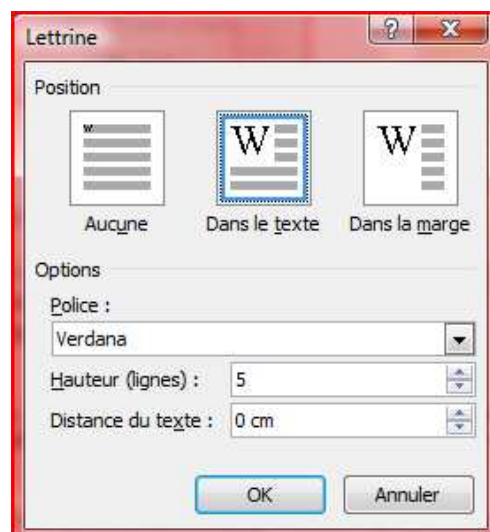 Lettrine
Position
W W W
Aucune Dans le texte Dans la marge
Options
Police :
Verdana
Hauteur (lignes) : 5
Distance du texte : 0 cm
OK Annuler